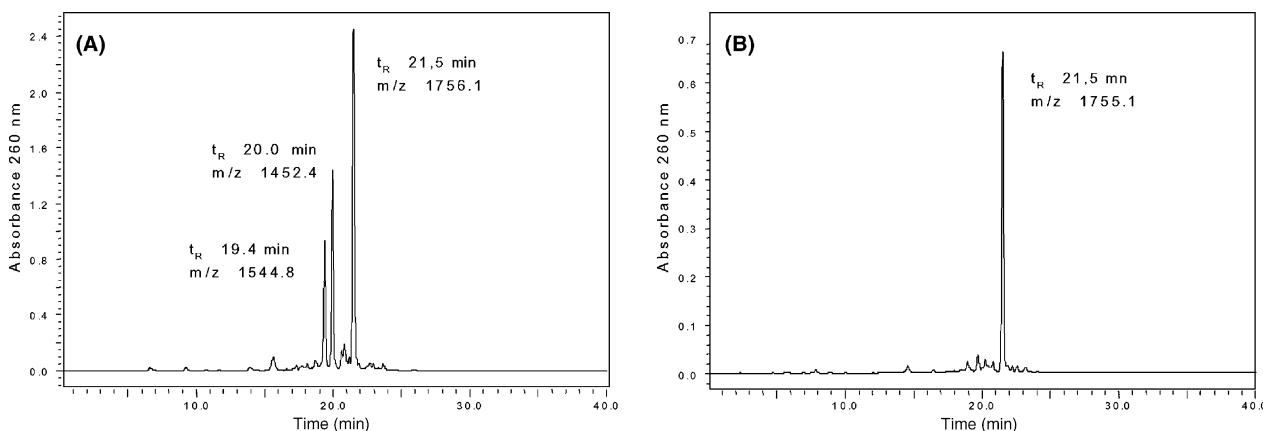 (A)
Absorbance 260 nm
2.4
2.0
1.6
1.2
0.8
0.4
0.0
tR 21,5 min
m/z 1756.1
tR 20.0 min
m/z 1452.4
tR 19.4 min
m/z 1544.8
10.0 20.0 30.0 40.0
Time (min)
(B)
Absorbance 260 nm
0.7
0.6
0.5
0.4
0.3
0.2
0.1
0.0
tR 21,5 mn
m/z 1755.1
10.0 20.0 30.0 40.0
Time (min)